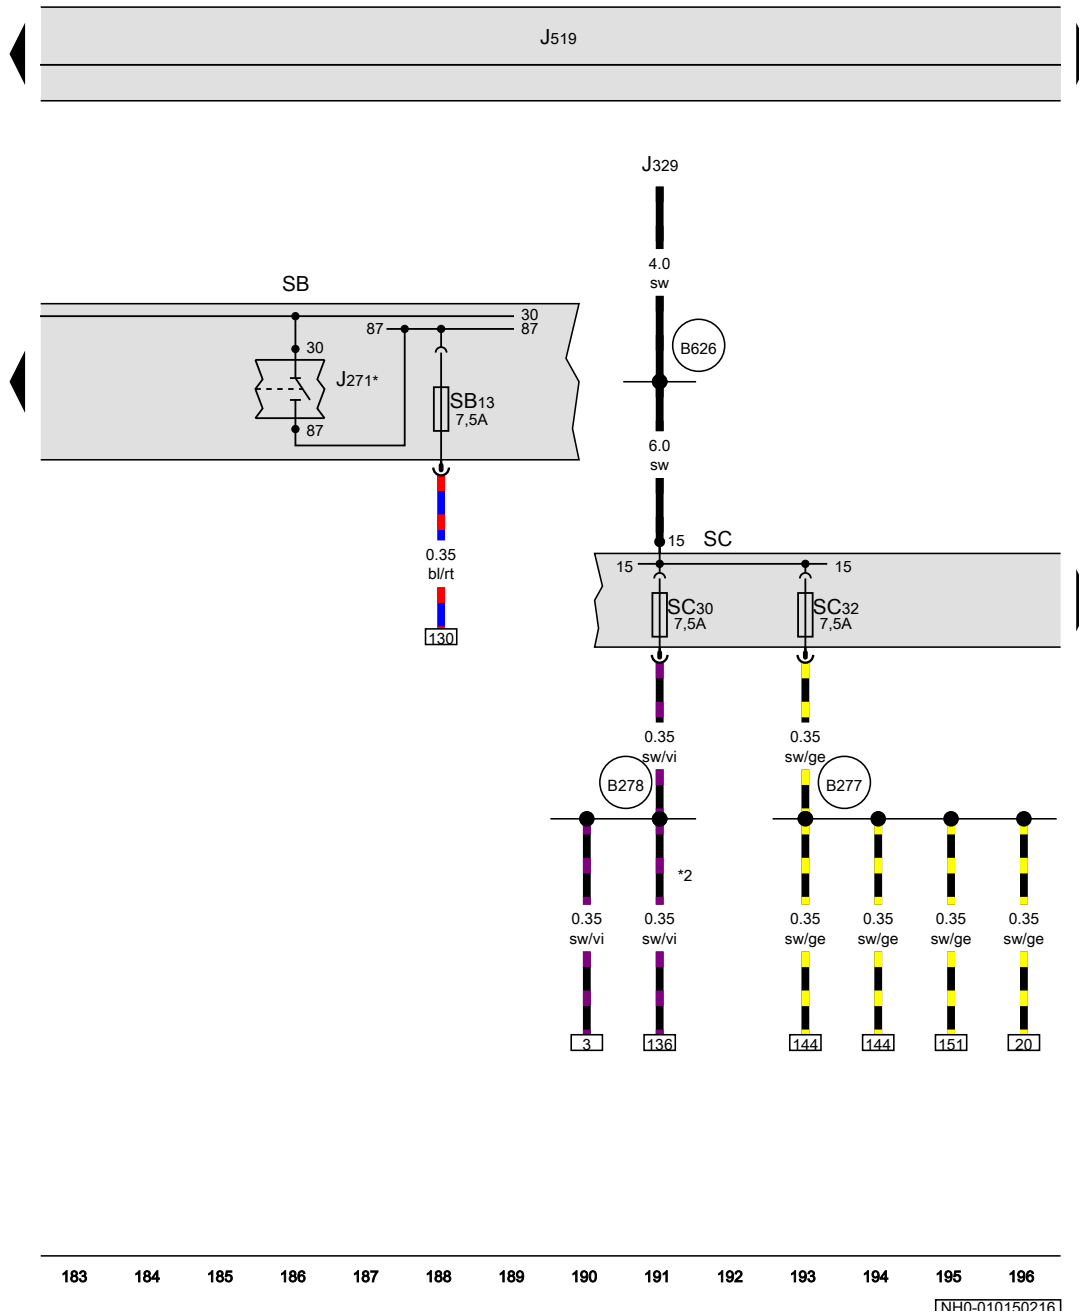 J519
J329
4.0
sw
SB
30
87 87
30
B626
J271*
SB13
7,5A
87
6.0
sw
15 SC
15 15
0.35
bl/rt
SC30 SC32
7,5A 7,5A
130
0.35 0.35
sw/vi sw/ge
B278 B277
*2
0.35 0.35 0.35 0.35 0.35 0.35
sw/vi sw/vi sw/ge sw/ge sw/ge sw/ge
3 136 144 144 151 20
183 184 185 186 187 188 189 190 191 192 193 194 195 196
NH0-010150216